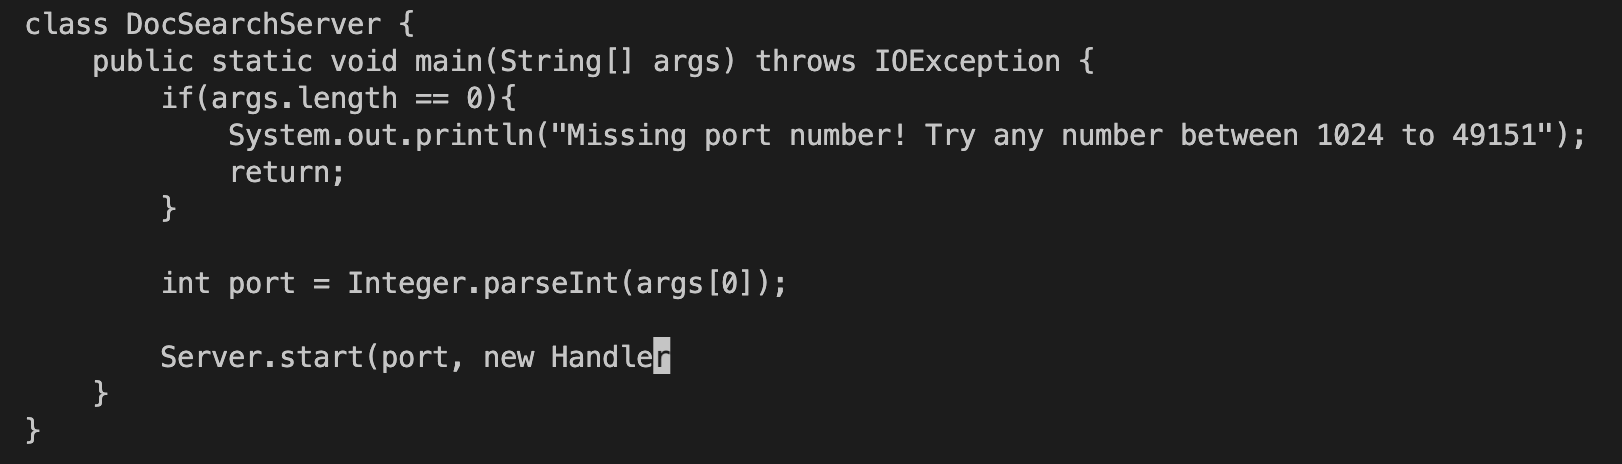 class DocSearchServer {
    public static void main(String[] args) throws IOException {
        if(args.length == 0){
            System.out.println("Missing port number! Try any number between 1024 to 49151");
            return;
        }

        int port = Integer.parseInt(args[0]);

        Server.start(port, new Handler
    }
}